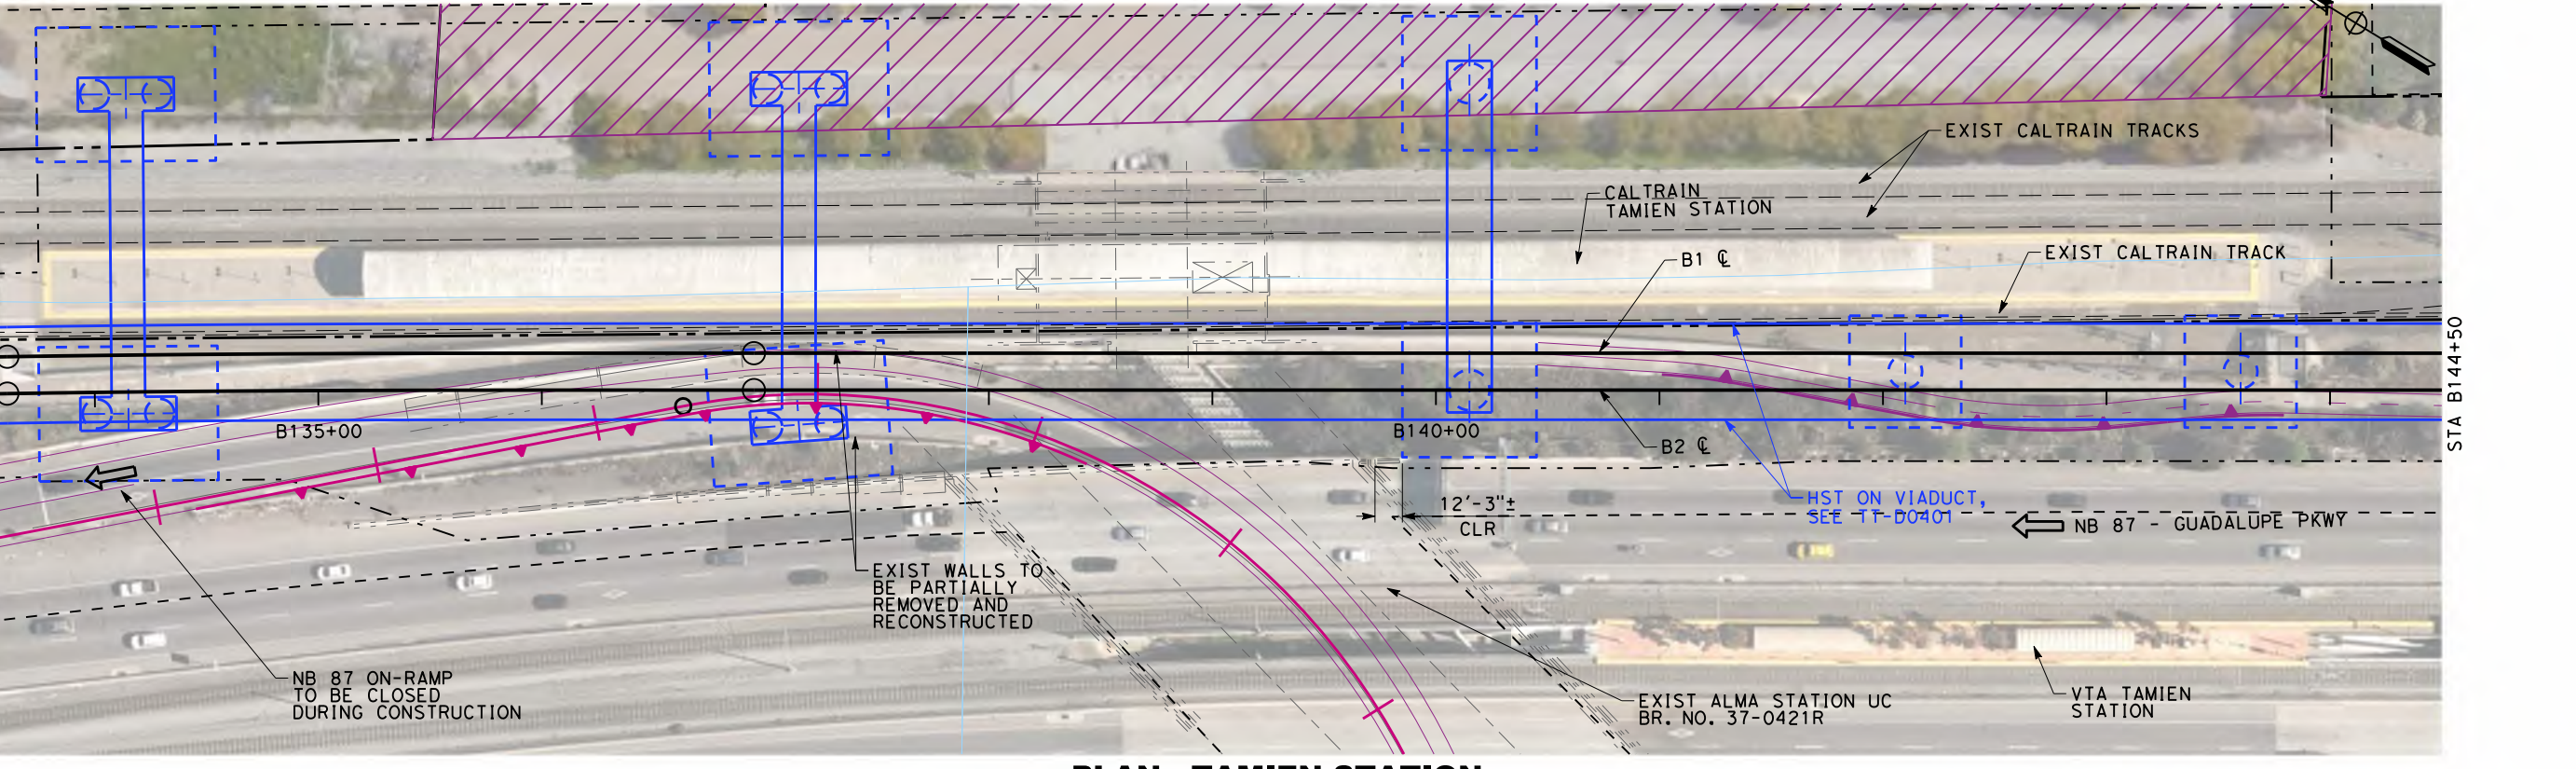 EXIST CALTRAIN TRACKS
CALTRAIN
TAMIEN STATION
B1 ℄
EXIST CALTRAIN TRACK
STA B144+50
B135+00
B140+00
B2 ℄
HST ON VIADUCT,
SEE TT-D0401
12'-3"±
CLR
NB 87 - GUADALUPE PKWY
EXIST WALLS TO
BE PARTIALLY
REMOVED AND
RECONSTRUCTED
NB 87 ON-RAMP
TO BE CLOSED
DURING CONSTRUCTION
EXIST ALMA STATION UC
BR. NO. 37-0421R
VTA TAMIEN
STATION
PLAN - TAMIEN STATION